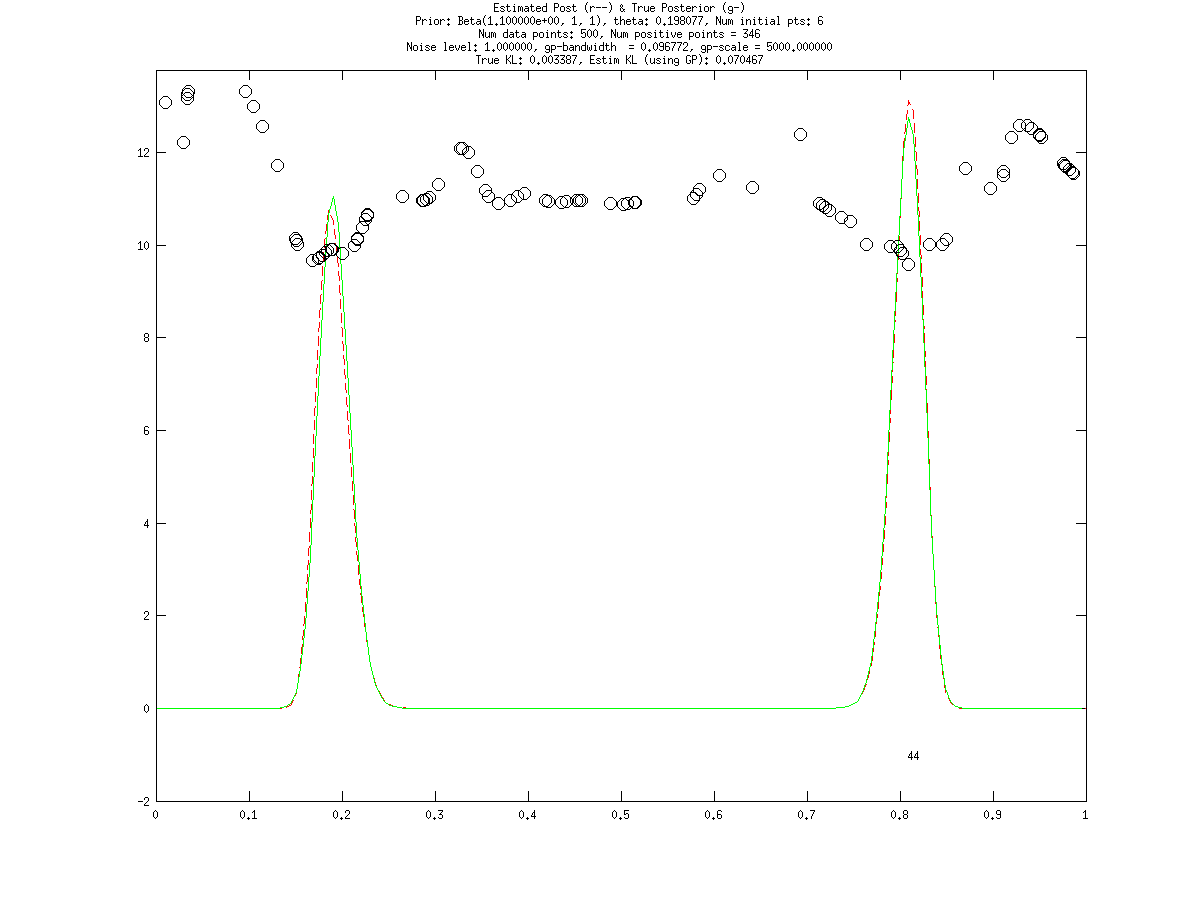 Estimated Post (r--) & True Posterior (g-)
Prior: Beta(1.100000e+00, 1, 1), theta: 0.198077, Num initial pts: 6
Num data points: 500, Num positive points = 346
Noise level: 1.000000, gp-bandwidth  = 0.096772, gp-scale = 5000.000000
True KL: 0.003387, Estim KL (using GP): 0.070467
12
10
8
6
4
2
0
44
-2
0 0.1 0.2 0.3 0.4 0.5 0.6 0.7 0.8 0.9 1